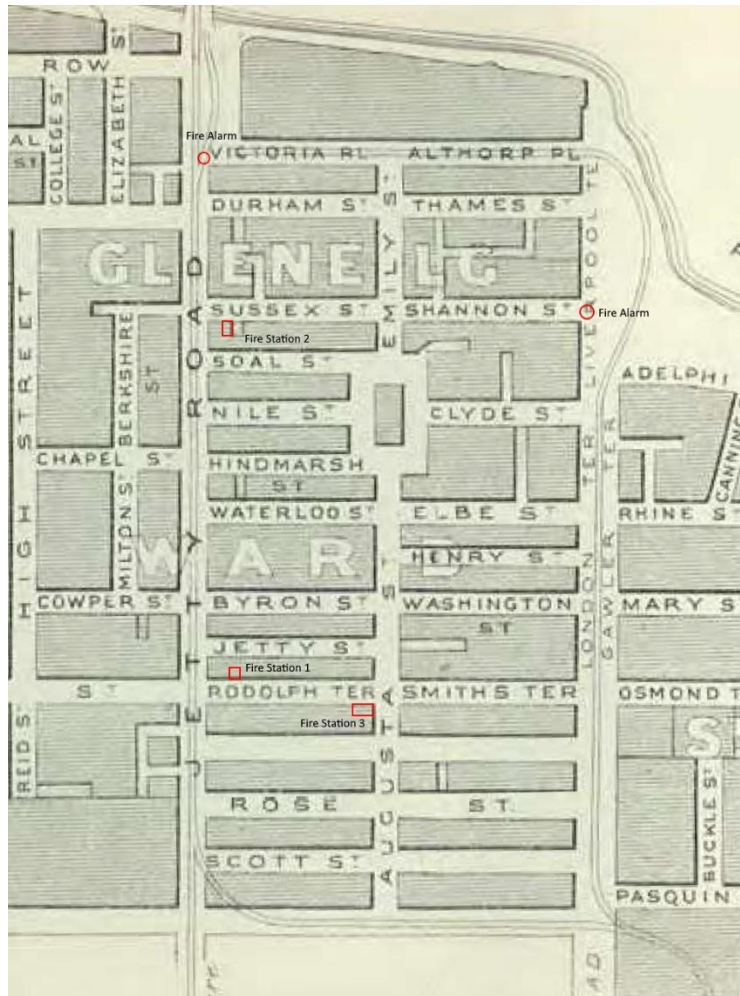 ST
ROW
COLLEGE ST
ELIZABETH
AL
ST
Fire Alarm
VICTORIA PL
ALTHORP PL
DURHAM ST
THAMES ST
EMILY ST
LIVERPOOL TE
GLENELG
SUSSEX ST
SHANNON ST
Fire Alarm
Fire Station 2
SOAL ST
HIGH STREET
BERKSHIRE ST
JETTY ROAD
ADELPHI
NILE ST
CLYDE ST
CANNING
CHAPEL ST
HINDMARSH
ST
WATERLOO ST
ELBE ST
RHINE ST
MILTON ST
WARD
HENRY ST
LONDON TER
GAWLER TER
COWPER ST
BYRON ST
WASHINGTON
ST
MARY S
JETTY ST
Fire Station 1
ST
RODOLPH TER
SMITHS TER
OSMOND T
Fire Station 3
AUGUSTA ST
REID ST
S
BUCKLE ST
ROSE ST.
SCOTT ST
PASQUIN
AD